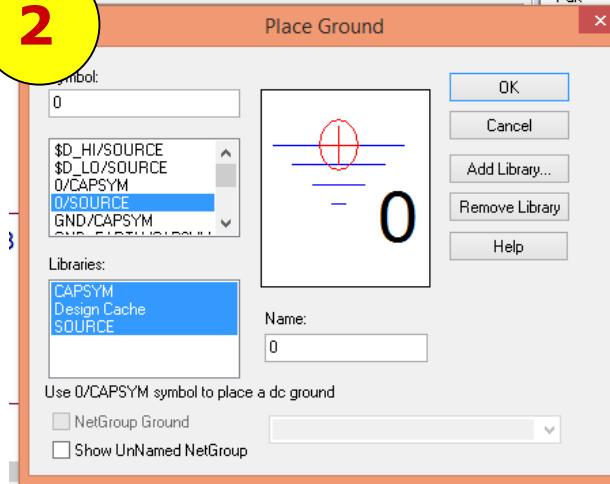 2
Place Ground
Symbol:
0
$D_HI/SOURCE
$D_LO/SOURCE
0/CAPSYM
0/SOURCE
GND/CAPSYM
0
OK
Cancel
Add Library...
Remove Library
Help
Libraries:
CAPSYM
Design Cache
SOURCE
Name:
0
Use 0/CAPSYM symbol to place a dc ground
NetGroup Ground
Show UnNamed NetGroup